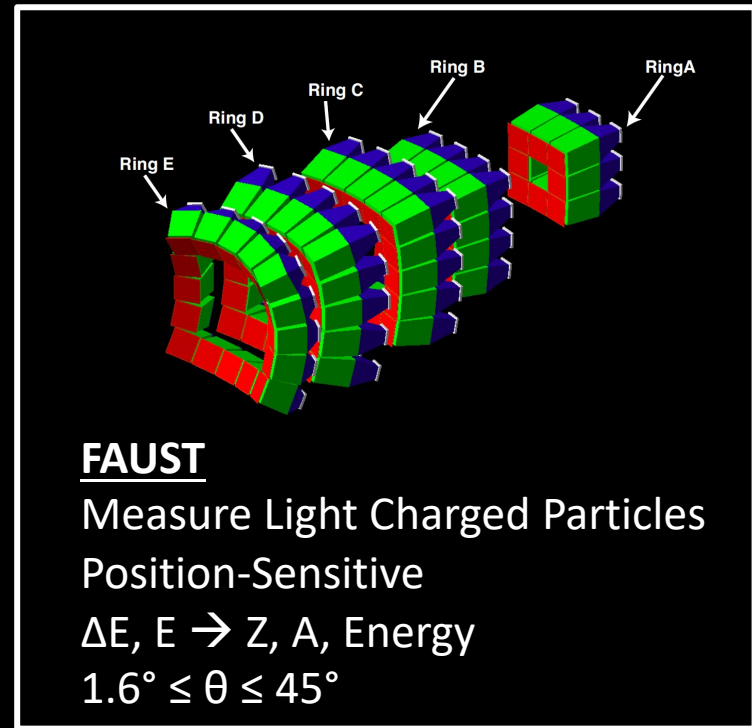 Ring B
RingA
Ring C
Ring D
Ring E
FAUST
Measure Light Charged Particles
Position-Sensitive
ΔE, E → Z, A, Energy
1.6° ≤ θ ≤ 45°